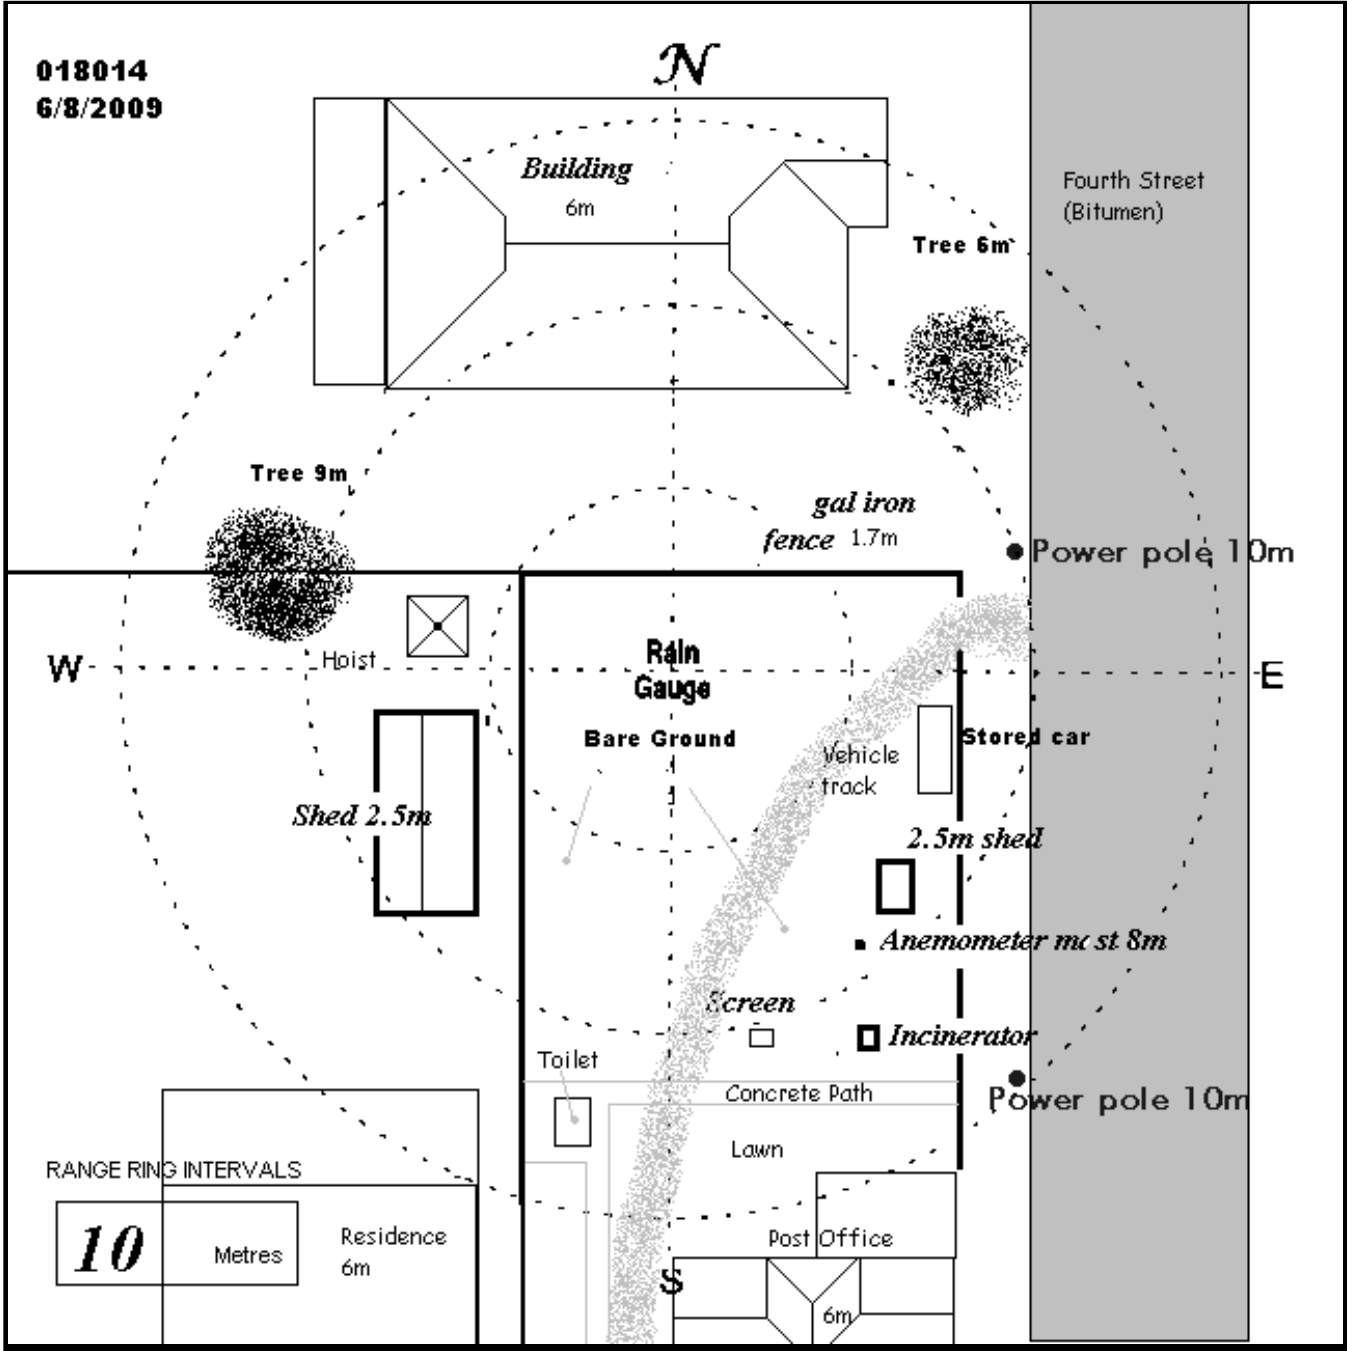 018014
6/8/2009
N
Building
6m
Fourth Street
(Bitumen)
Tree 6m
Tree 9m
gal iron
fence 1.7m
Power pole 10m
Rain
Gauge
W
Hoist
E
Bare Ground
Stored car
Vehicle
track
Shed 2.5m
2.5m shed
Anemometer mast 8m
Screen
Incinerator
Toilet
Concrete Path
Power pole 10m
Lawn
RANGE RING INTERVALS
10 Metres
Residence
6m
Post Office
S
6m